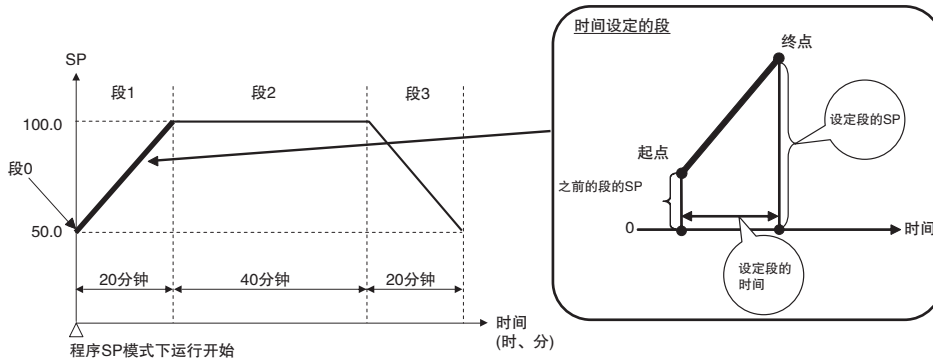 SP
段1
段2
段3
100.0
段0
50.0
20分钟
40分钟
20分钟
时间
(时、分)
程序SP模式下运行开始
时间设定的段
终点
设定段的SP
起点
之前的段的SP
0
时间
设定段的
时间